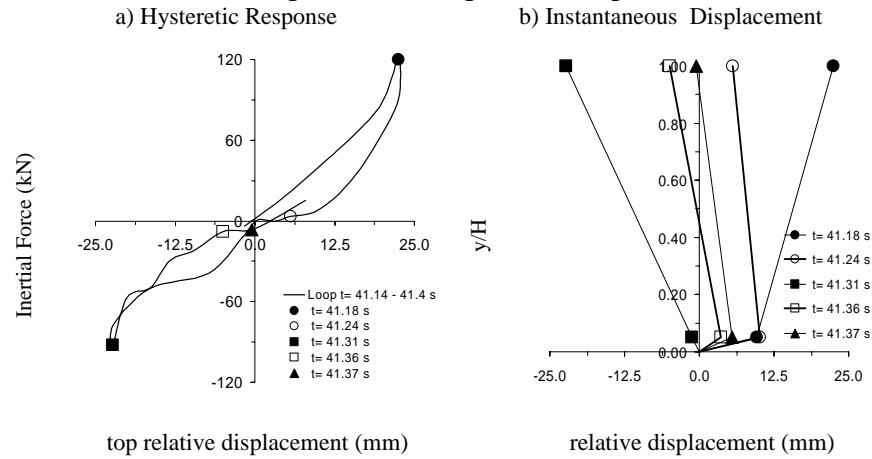 a) Hysteretic Response
120
60
0
-60
-120
-25.0 -12.5 0.0 12.5 25.0
Inertial Force (kN)
Loop t= 41.14 - 41.4 s
t= 41.18 s
t= 41.24 s
t= 41.31 s
t= 41.36 s
t= 41.37 s
top relative displacement (mm)
b) Instantaneous Displacement
1.00
0.80
0.60
0.40
0.20
0.00
-25.0 -12.5 0.0 12.5 25.0
y/H
t= 41.18 s
t= 41.24 s
t= 41.31 s
t= 41.36 s
t= 41.37 s
relative displacement (mm)